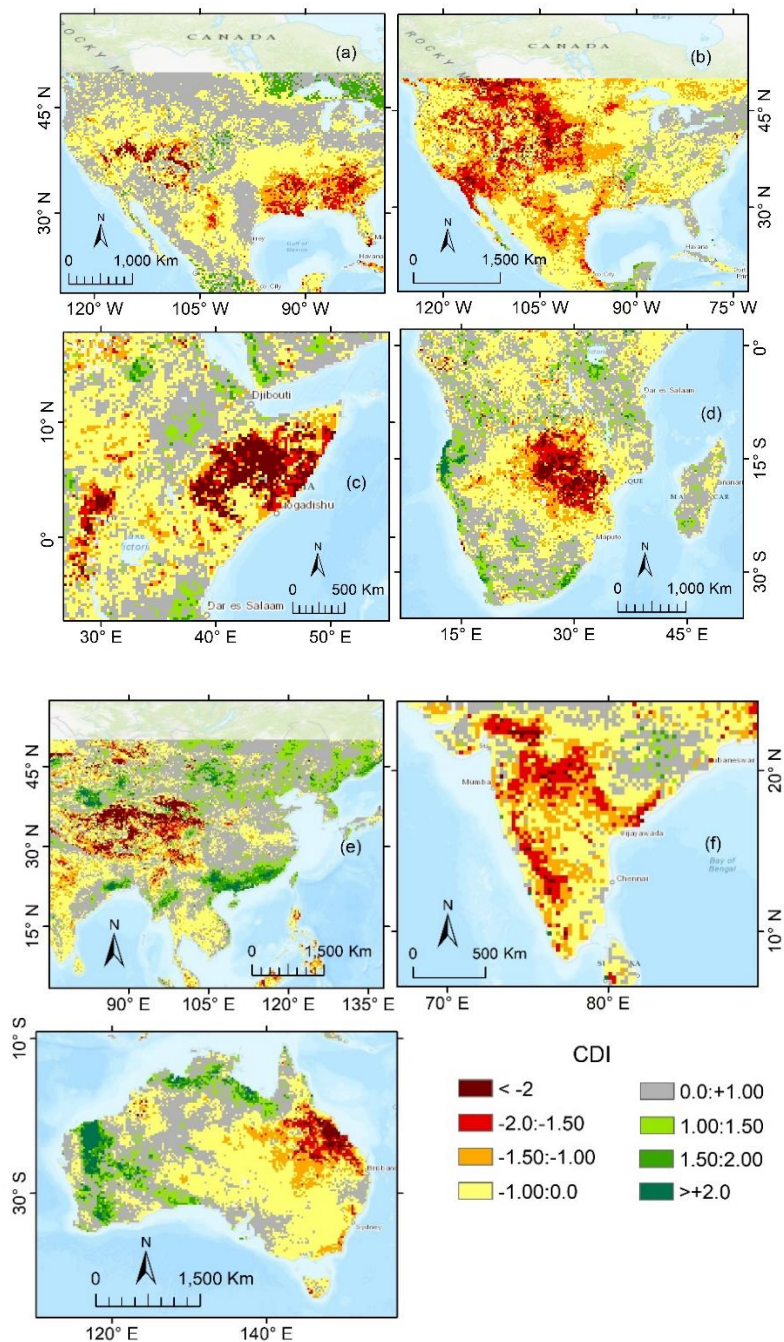 CANADA
(a)
45° N
30° N
N
0 1,000 Km
120° W 105° W 90° W
Havana
CANADA
(b)
45° N
30° N
N
0 1,500 Km
Havana
120° W 105° W 90° W 75° W
Djibouti
10° N
0°
(c)
N
0 500 Km
Dar es Salaam
30° E 40° E 50° E
0°
15° S
30° S
Dar es Salaam
(d)
Maputo
N
0 1,000 Km
15° E 30° E 45° E
45° N
30° N
15° N
(e)
N
0 1,500 Km
90° E 105° E 120° E 135° E
20° N
10° N
Mumba
(f)
Bay of
Bengal
Chennai
N
0 500 Km
70° E 80° E
10° S
30° S
Brisban
Sydney
N
0 1,500 Km
120° E 140° E
CDI
< -2
-2.0:-1.50
-1.50:-1.00
-1.00:0.0
0.0:+1.00
1.00:1.50
1.50:2.00
>+2.0